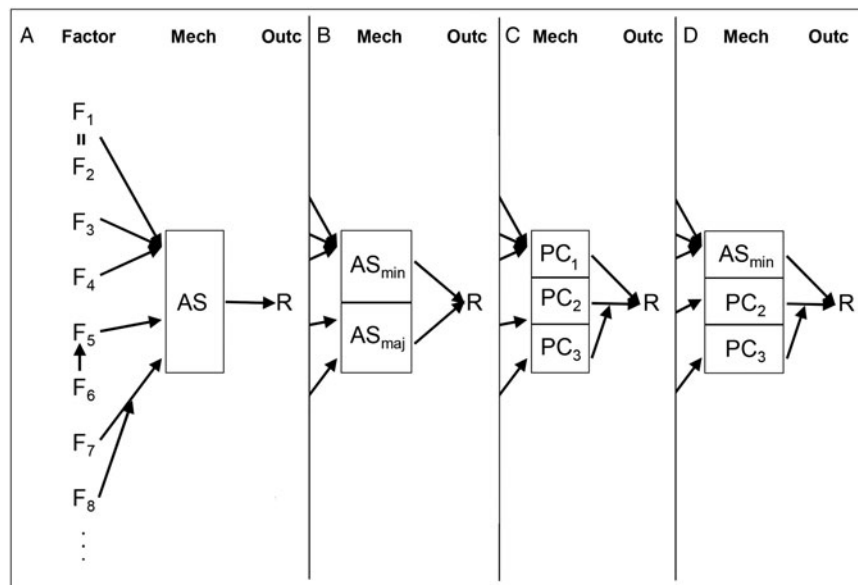 A Factor Mech Outc B Mech Outc C Mech Outc D Mech Outc
F1
=
F2
F3
F4
F5
F6
F7
F8
⋮
AS R
ASmin
ASmaj
R
PC1
PC2
PC3
R
ASmin
PC2
PC3
R